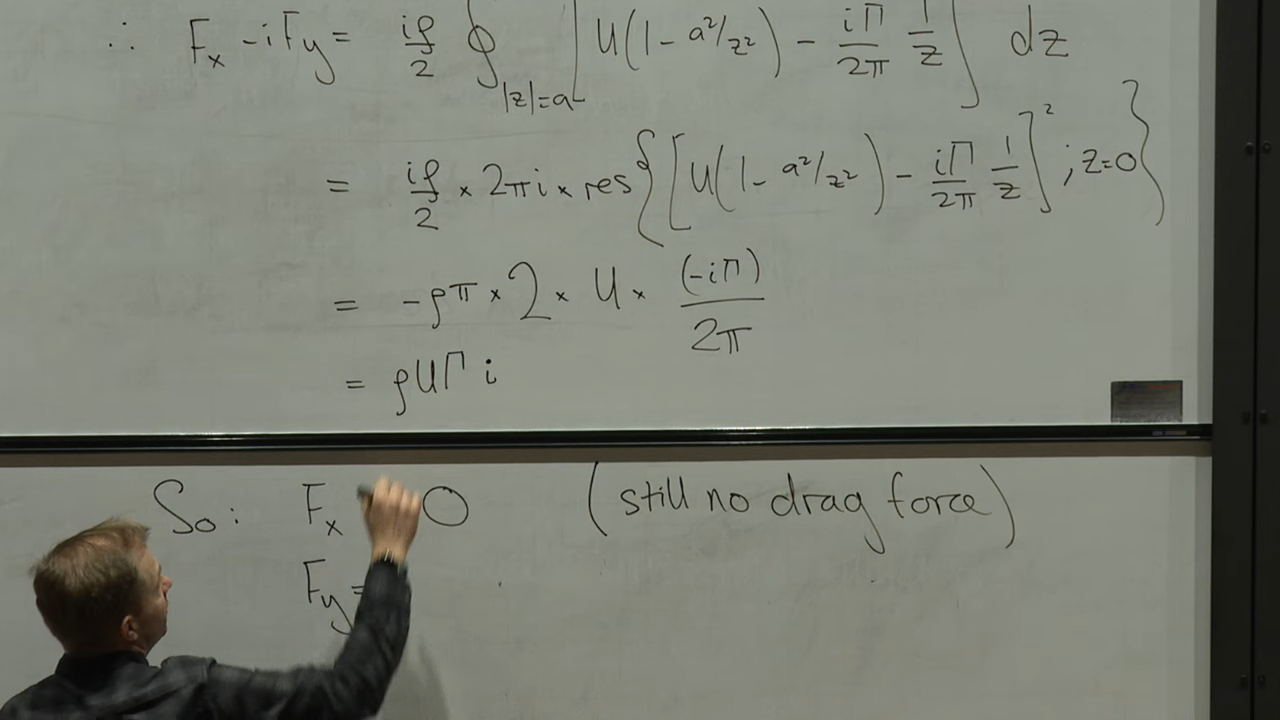 ∴ Fx - iFy = iρ/2 ∮|z|=a [U(1 - a²/z²) - iΓ/2π 1/z] dz
= iρ/2 × 2πi × res{[U(1 - a²/z²) - iΓ/2π 1/z]² ; z=0}
= -ρπ × 2 × U × (-iΓ)/2π
= ρUΓ i
So: Fx 0 (still no drag force)
Fy =